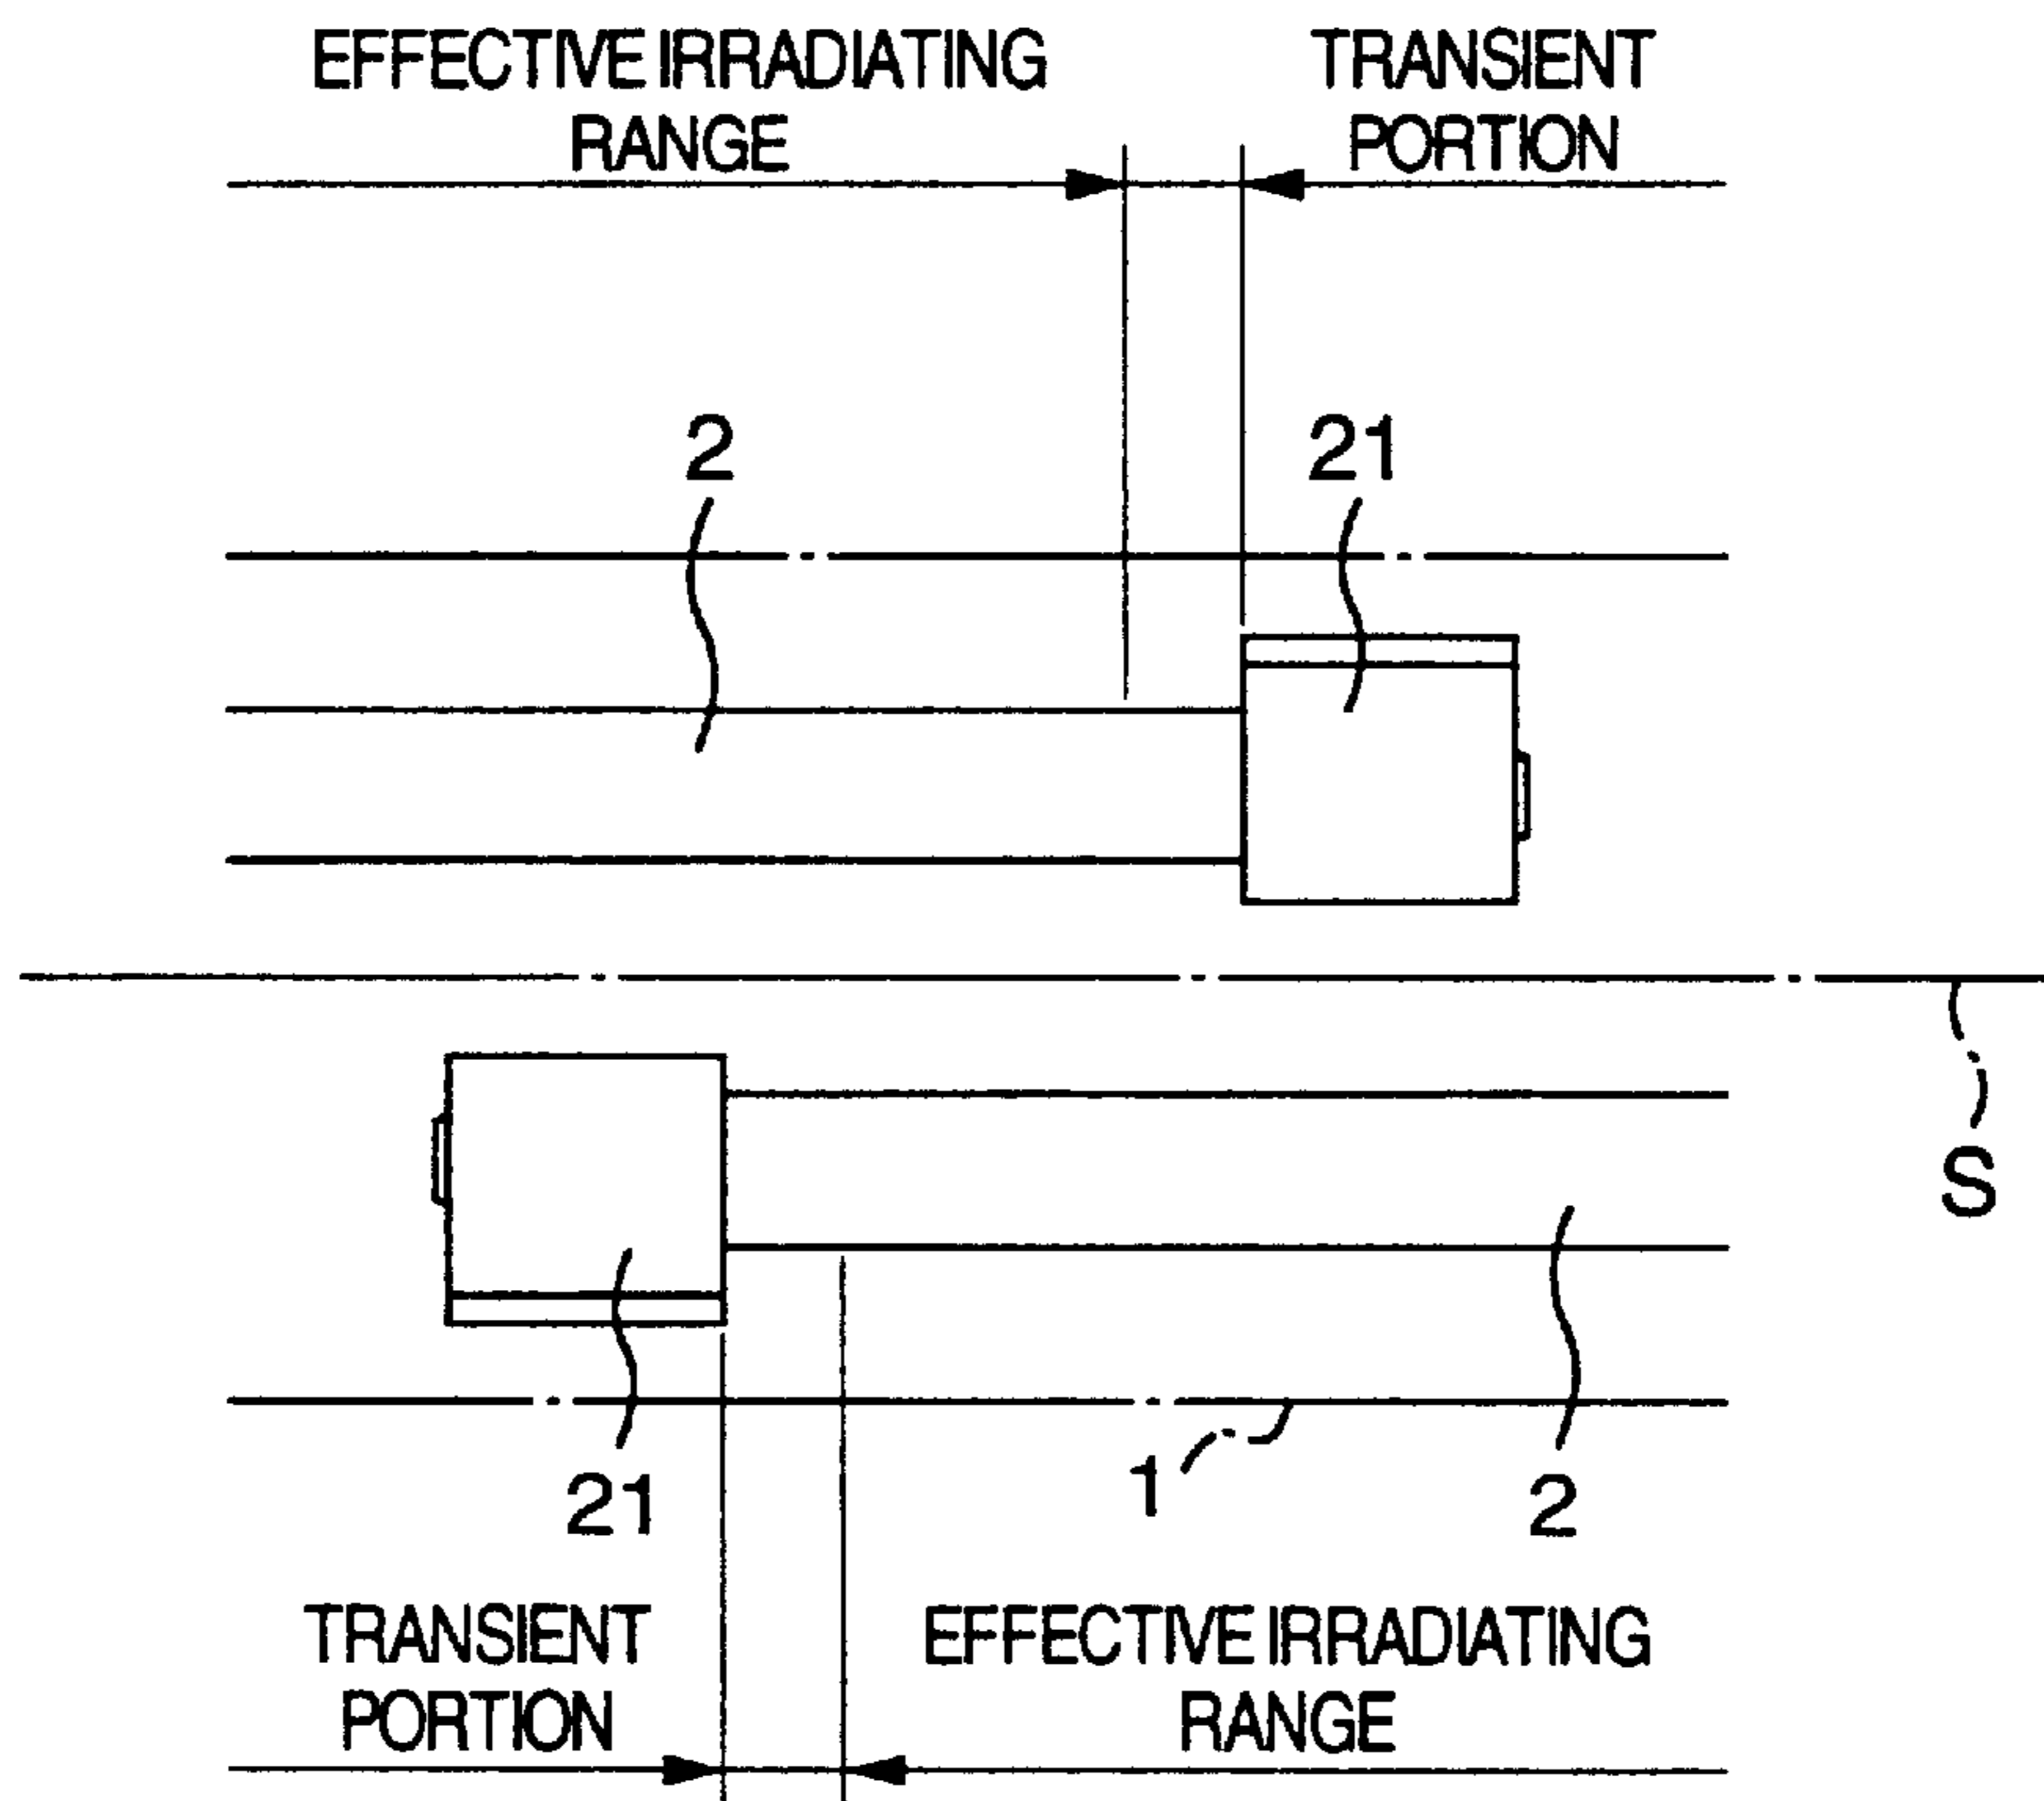 EFFECTIVE IRRADIATING
RANGE
TRANSIENT
PORTION
2
21
S
21
1
2
TRANSIENT
PORTION
EFFECTIVE IRRADIATING
RANGE